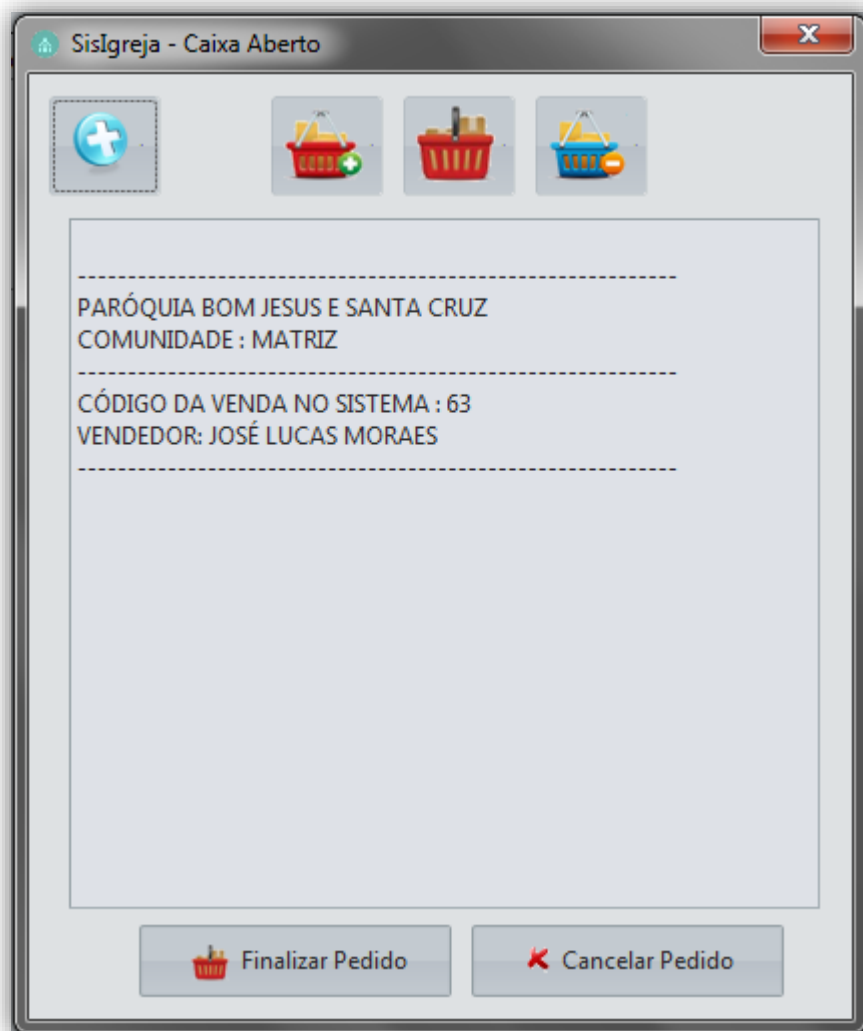 SisIgreja - Caixa Aberto
------------------------------------------------------------
PARÓQUIA BOM JESUS E SANTA CRUZ
COMUNIDADE : MATRIZ
------------------------------------------------------------
CÓDIGO DA VENDA NO SISTEMA : 63
VENDEDOR: JOSÉ LUCAS MORAES
------------------------------------------------------------
Finalizar Pedido
Cancelar Pedido